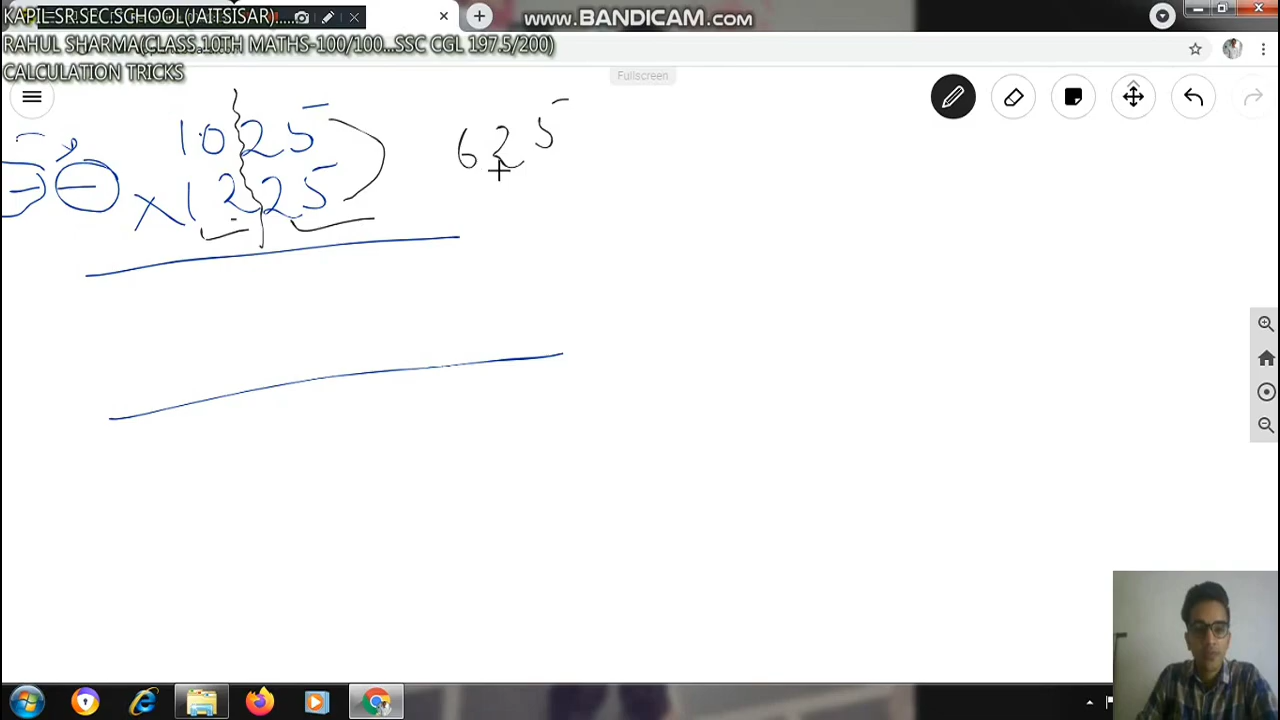 KAPIL SR.SEC.SCHOOL(JAITSISAR).....
www.BANDICAM.com
RAHUL SHARMA(CLASS 10TH MATHS-100/100...SSC CGL 197.5/200)
CALCULATION TRICKS
Fullscreen
1025
625
×1225